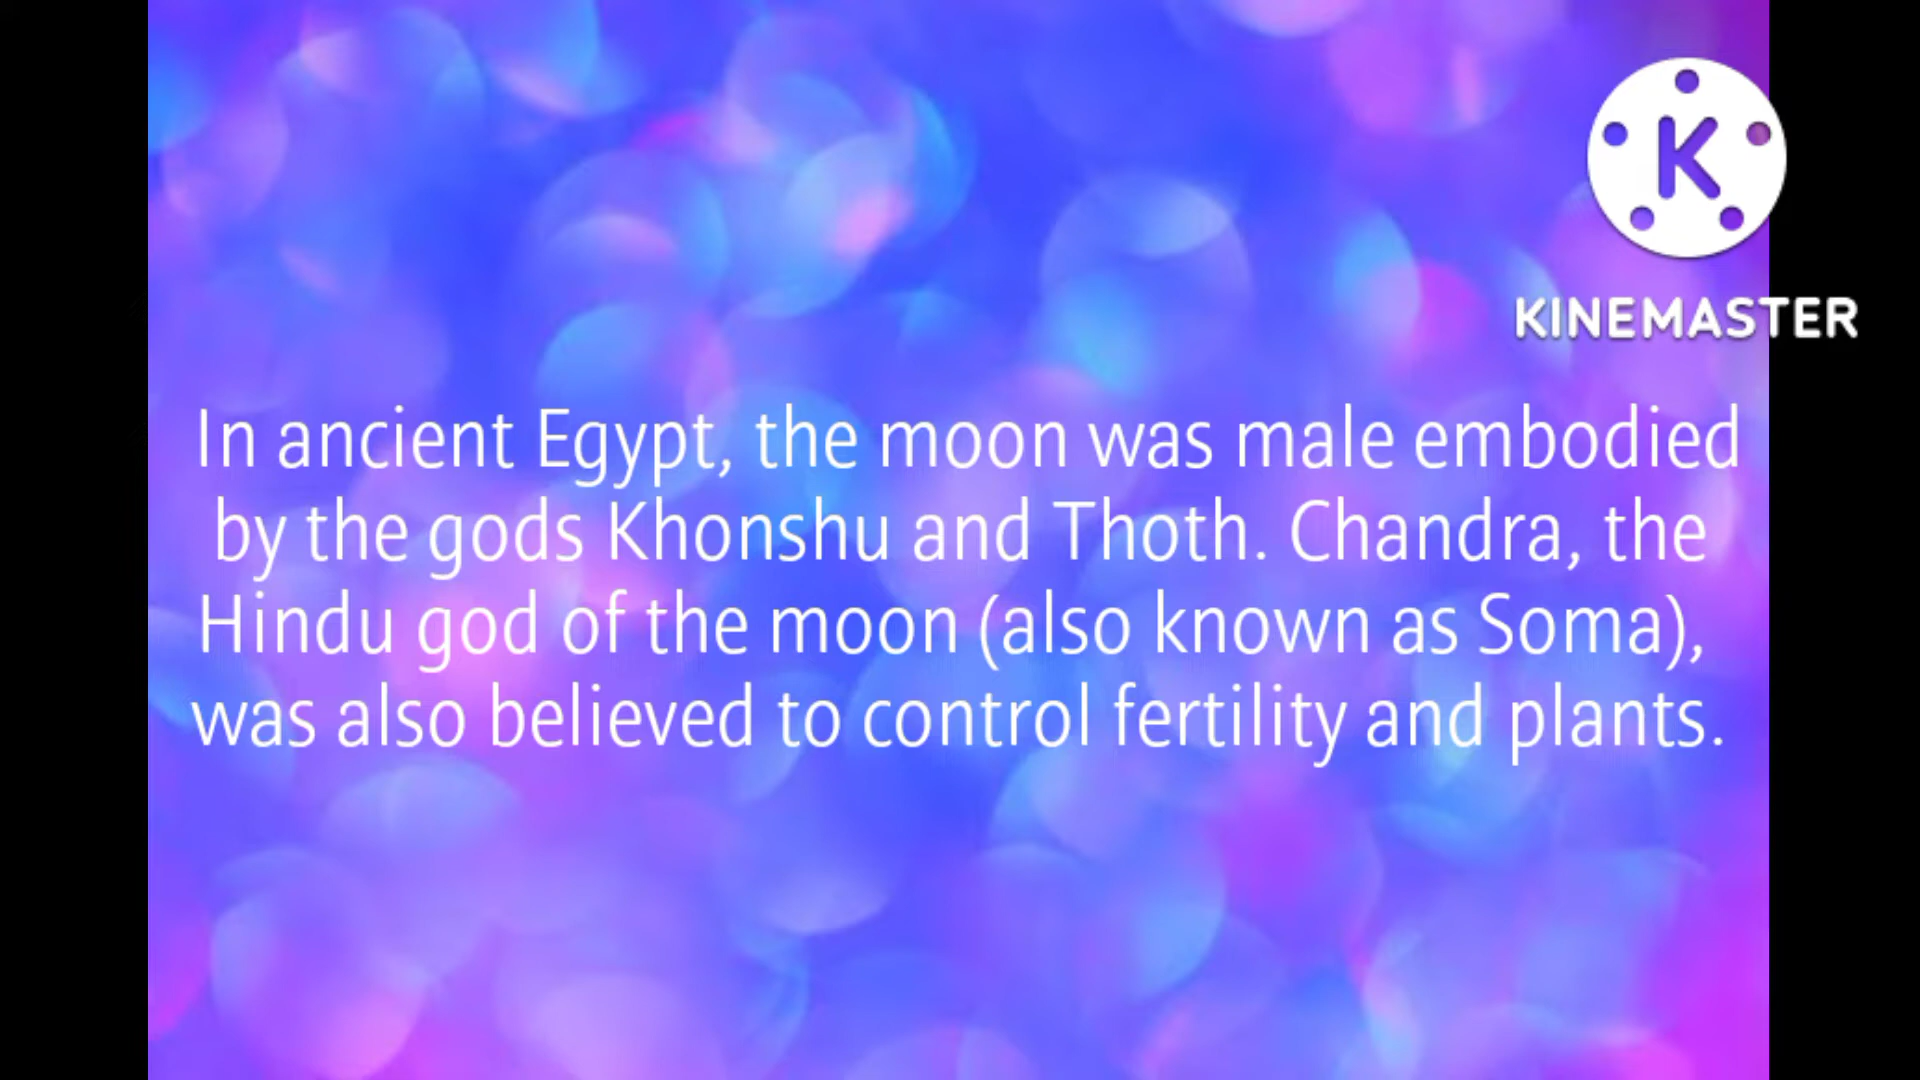 K
KINEMASTER
In ancient Egypt, the moon was male embodied
by the gods Khonshu and Thoth. Chandra, the
Hindu god of the moon (also known as Soma),
was also believed to control fertility and plants.